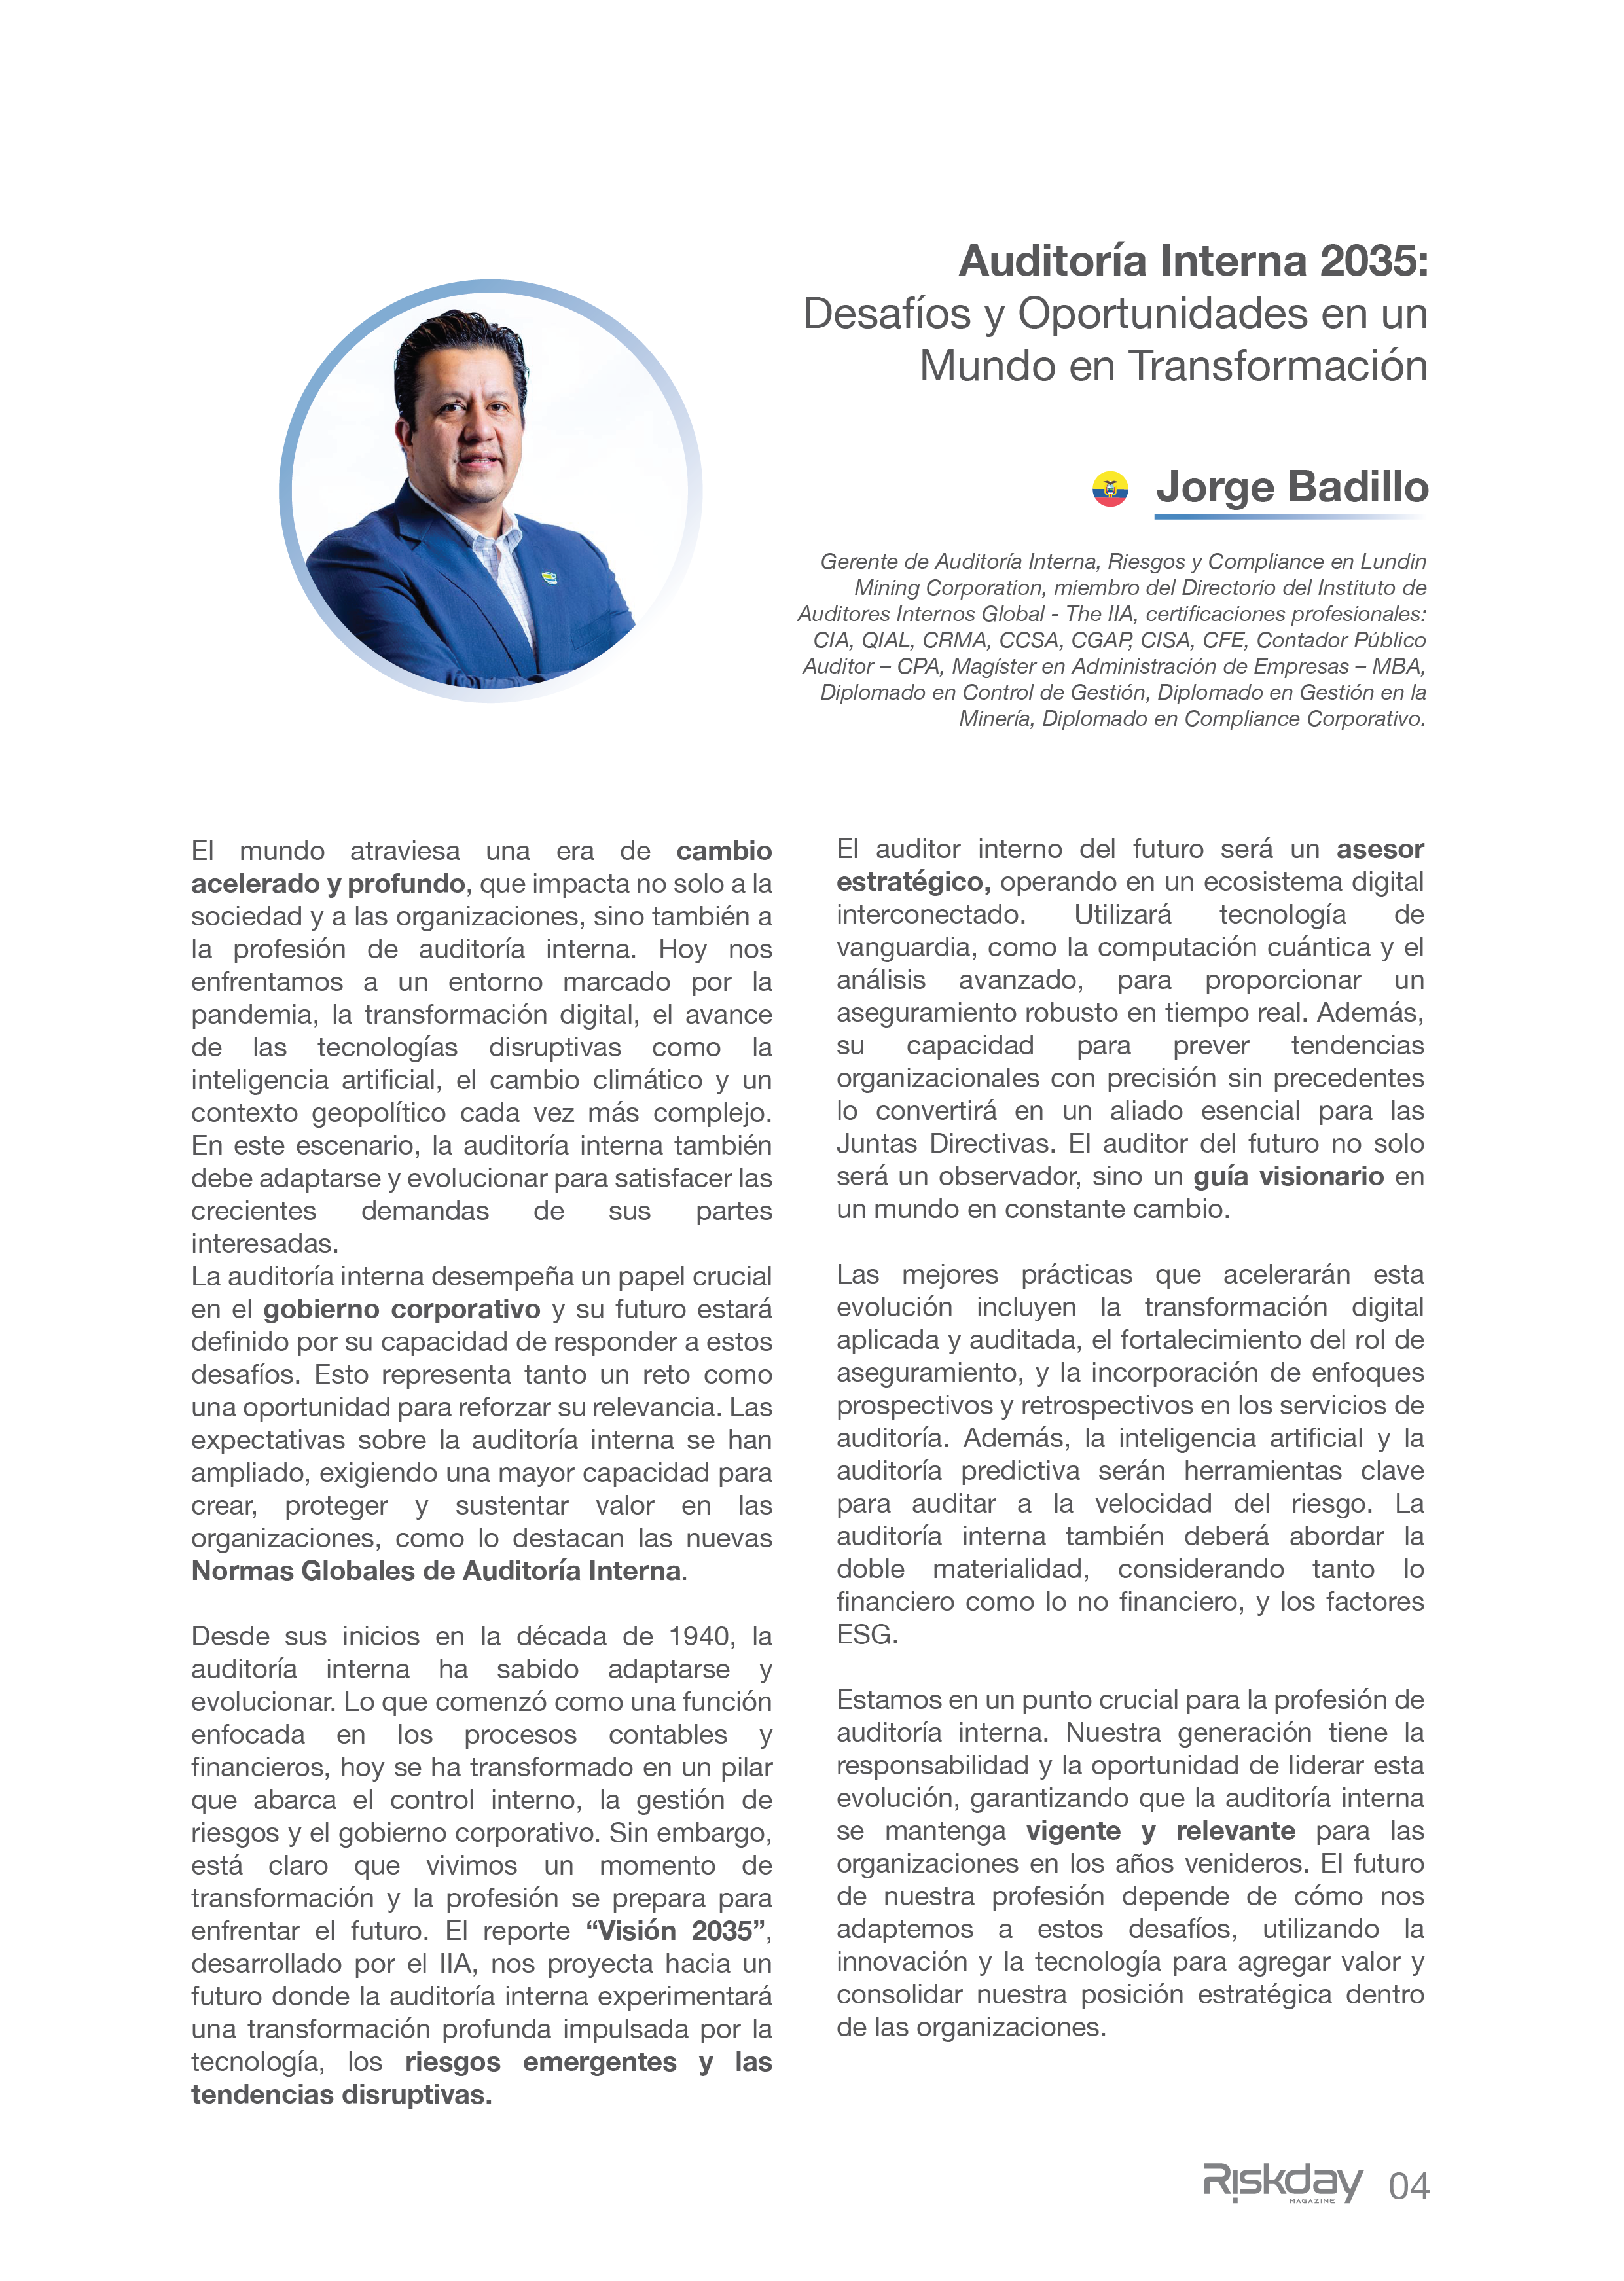 Auditoría Interna 2035:
Desafíos y Oportunidades en un
Mundo en Transformación
Jorge Badillo
Gerente de Auditoría Interna, Riesgos y Compliance en Lundin
Mining Corporation, miembro del Directorio del Instituto de
Auditores Internos Global - The IIA, certificaciones profesionales:
CIA, QIAL, CRMA, CCSA, CGAP, CISA, CFE, Contador Público
Auditor – CPA, Magíster en Administración de Empresas – MBA,
Diplomado en Control de Gestión, Diplomado en Gestión en la
Minería, Diplomado en Compliance Corporativo.
El mundo atraviesa una era de cambio
acelerado y profundo, que impacta no solo a la
sociedad y a las organizaciones, sino también a
la profesión de auditoría interna. Hoy nos
enfrentamos a un entorno marcado por la
pandemia, la transformación digital, el avance
de las tecnologías disruptivas como la
inteligencia artificial, el cambio climático y un
contexto geopolítico cada vez más complejo.
En este escenario, la auditoría interna también
debe adaptarse y evolucionar para satisfacer las
crecientes demandas de sus partes
interesadas.
La auditoría interna desempeña un papel crucial
en el gobierno corporativo y su futuro estará
definido por su capacidad de responder a estos
desafíos. Esto representa tanto un reto como
una oportunidad para reforzar su relevancia. Las
expectativas sobre la auditoría interna se han
ampliado, exigiendo una mayor capacidad para
crear, proteger y sustentar valor en las
organizaciones, como lo destacan las nuevas
Normas Globales de Auditoría Interna.
Desde sus inicios en la década de 1940, la
auditoría interna ha sabido adaptarse y
evolucionar. Lo que comenzó como una función
enfocada en los procesos contables y
financieros, hoy se ha transformado en un pilar
que abarca el control interno, la gestión de
riesgos y el gobierno corporativo. Sin embargo,
está claro que vivimos un momento de
transformación y la profesión se prepara para
enfrentar el futuro. El reporte “Visión 2035”,
desarrollado por el IIA, nos proyecta hacia un
futuro donde la auditoría interna experimentará
una transformación profunda impulsada por la
tecnología, los riesgos emergentes y las
tendencias disruptivas.
El auditor interno del futuro será un asesor
estratégico, operando en un ecosistema digital
interconectado. Utilizará tecnología de
vanguardia, como la computación cuántica y el
análisis avanzado, para proporcionar un
aseguramiento robusto en tiempo real. Además,
su capacidad para prever tendencias
organizacionales con precisión sin precedentes
lo convertirá en un aliado esencial para las
Juntas Directivas. El auditor del futuro no solo
será un observador, sino un guía visionario en
un mundo en constante cambio.
Las mejores prácticas que acelerarán esta
evolución incluyen la transformación digital
aplicada y auditada, el fortalecimiento del rol de
aseguramiento, y la incorporación de enfoques
prospectivos y retrospectivos en los servicios de
auditoría. Además, la inteligencia artificial y la
auditoría predictiva serán herramientas clave
para auditar a la velocidad del riesgo. La
auditoría interna también deberá abordar la
doble materialidad, considerando tanto lo
financiero como lo no financiero, y los factores
ESG.
Estamos en un punto crucial para la profesión de
auditoría interna. Nuestra generación tiene la
responsabilidad y la oportunidad de liderar esta
evolución, garantizando que la auditoría interna
se mantenga vigente y relevante para las
organizaciones en los años venideros. El futuro
de nuestra profesión depende de cómo nos
adaptemos a estos desafíos, utilizando la
innovación y la tecnología para agregar valor y
consolidar nuestra posición estratégica dentro
de las organizaciones.
Riskday
MAGAZINE
04